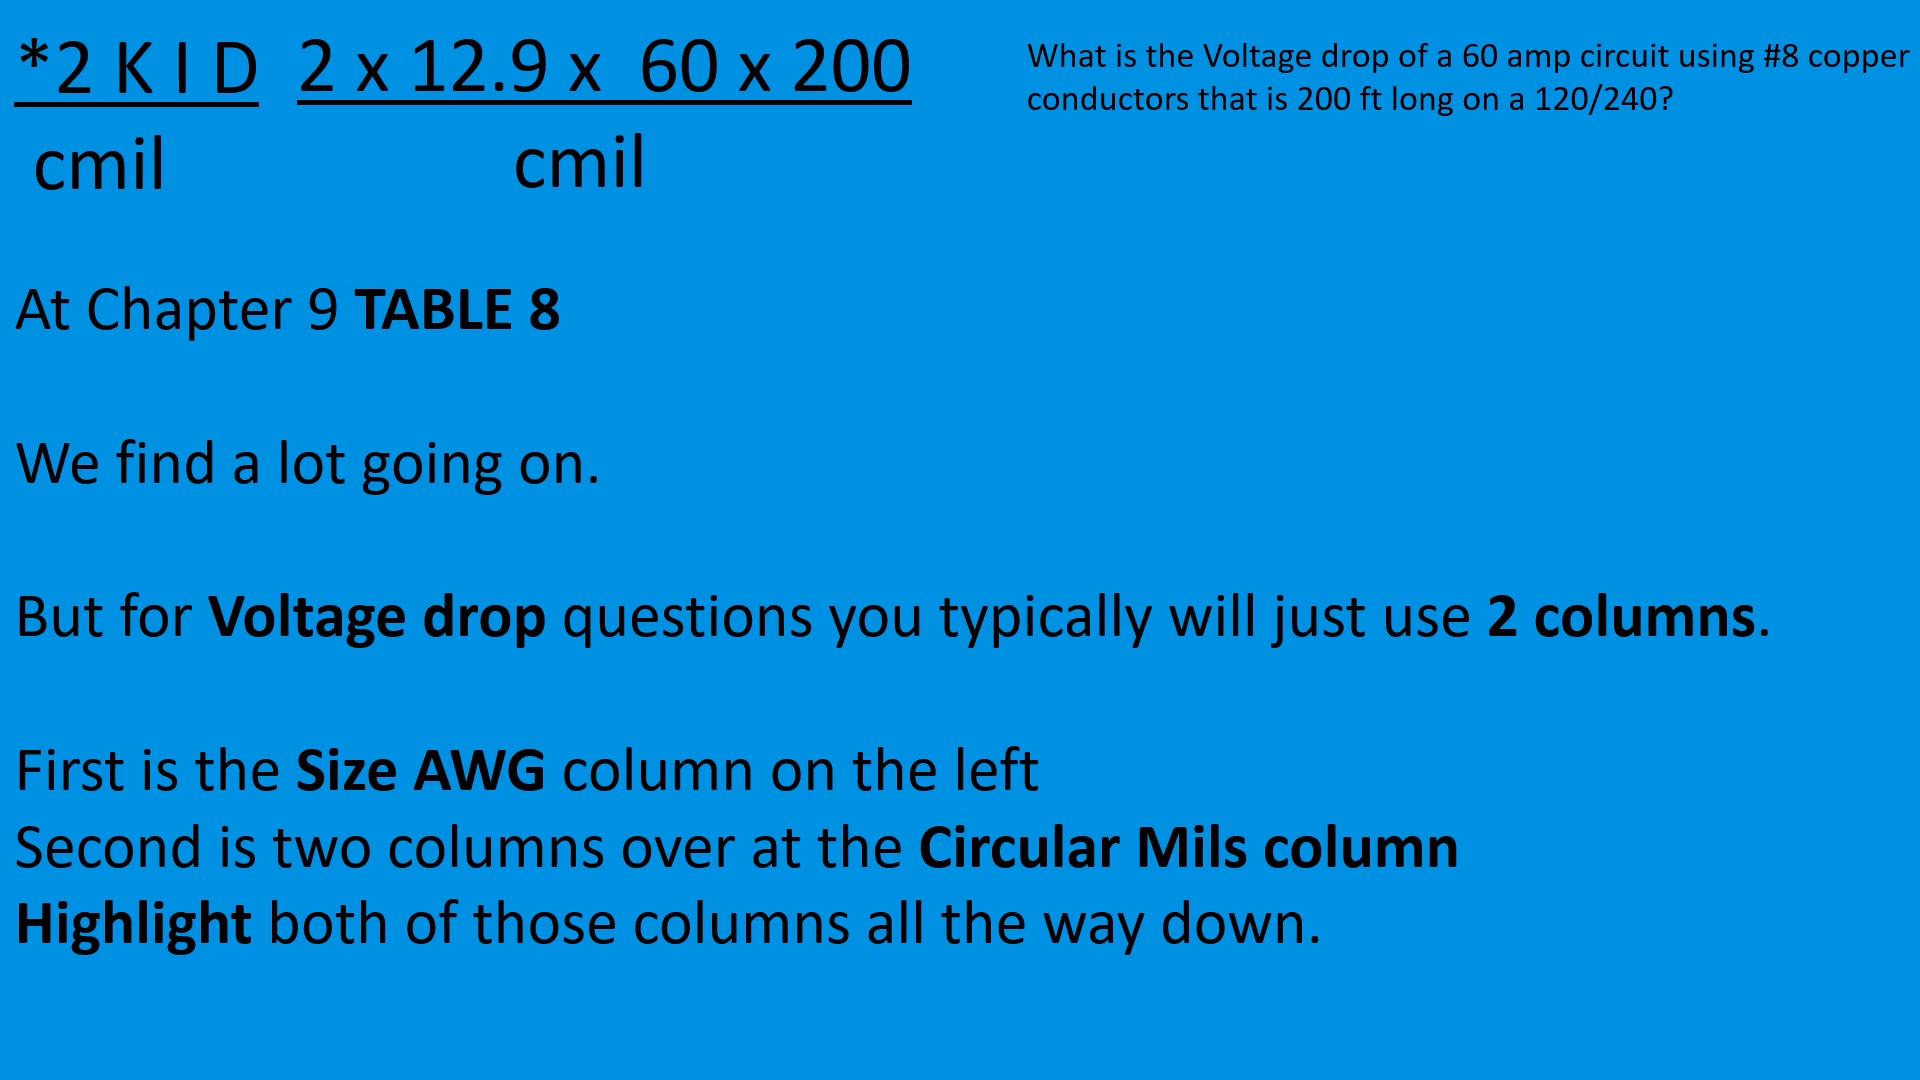 *2 K I D 2 x 12.9 x 60 x 200
cmil cmil
What is the Voltage drop of a 60 amp circuit using #8 copper
conductors that is 200 ft long on a 120/240?
At Chapter 9 TABLE 8
We find a lot going on.
But for Voltage drop questions you typically will just use 2 columns.
First is the Size AWG column on the left
Second is two columns over at the Circular Mils column
Highlight both of those columns all the way down.